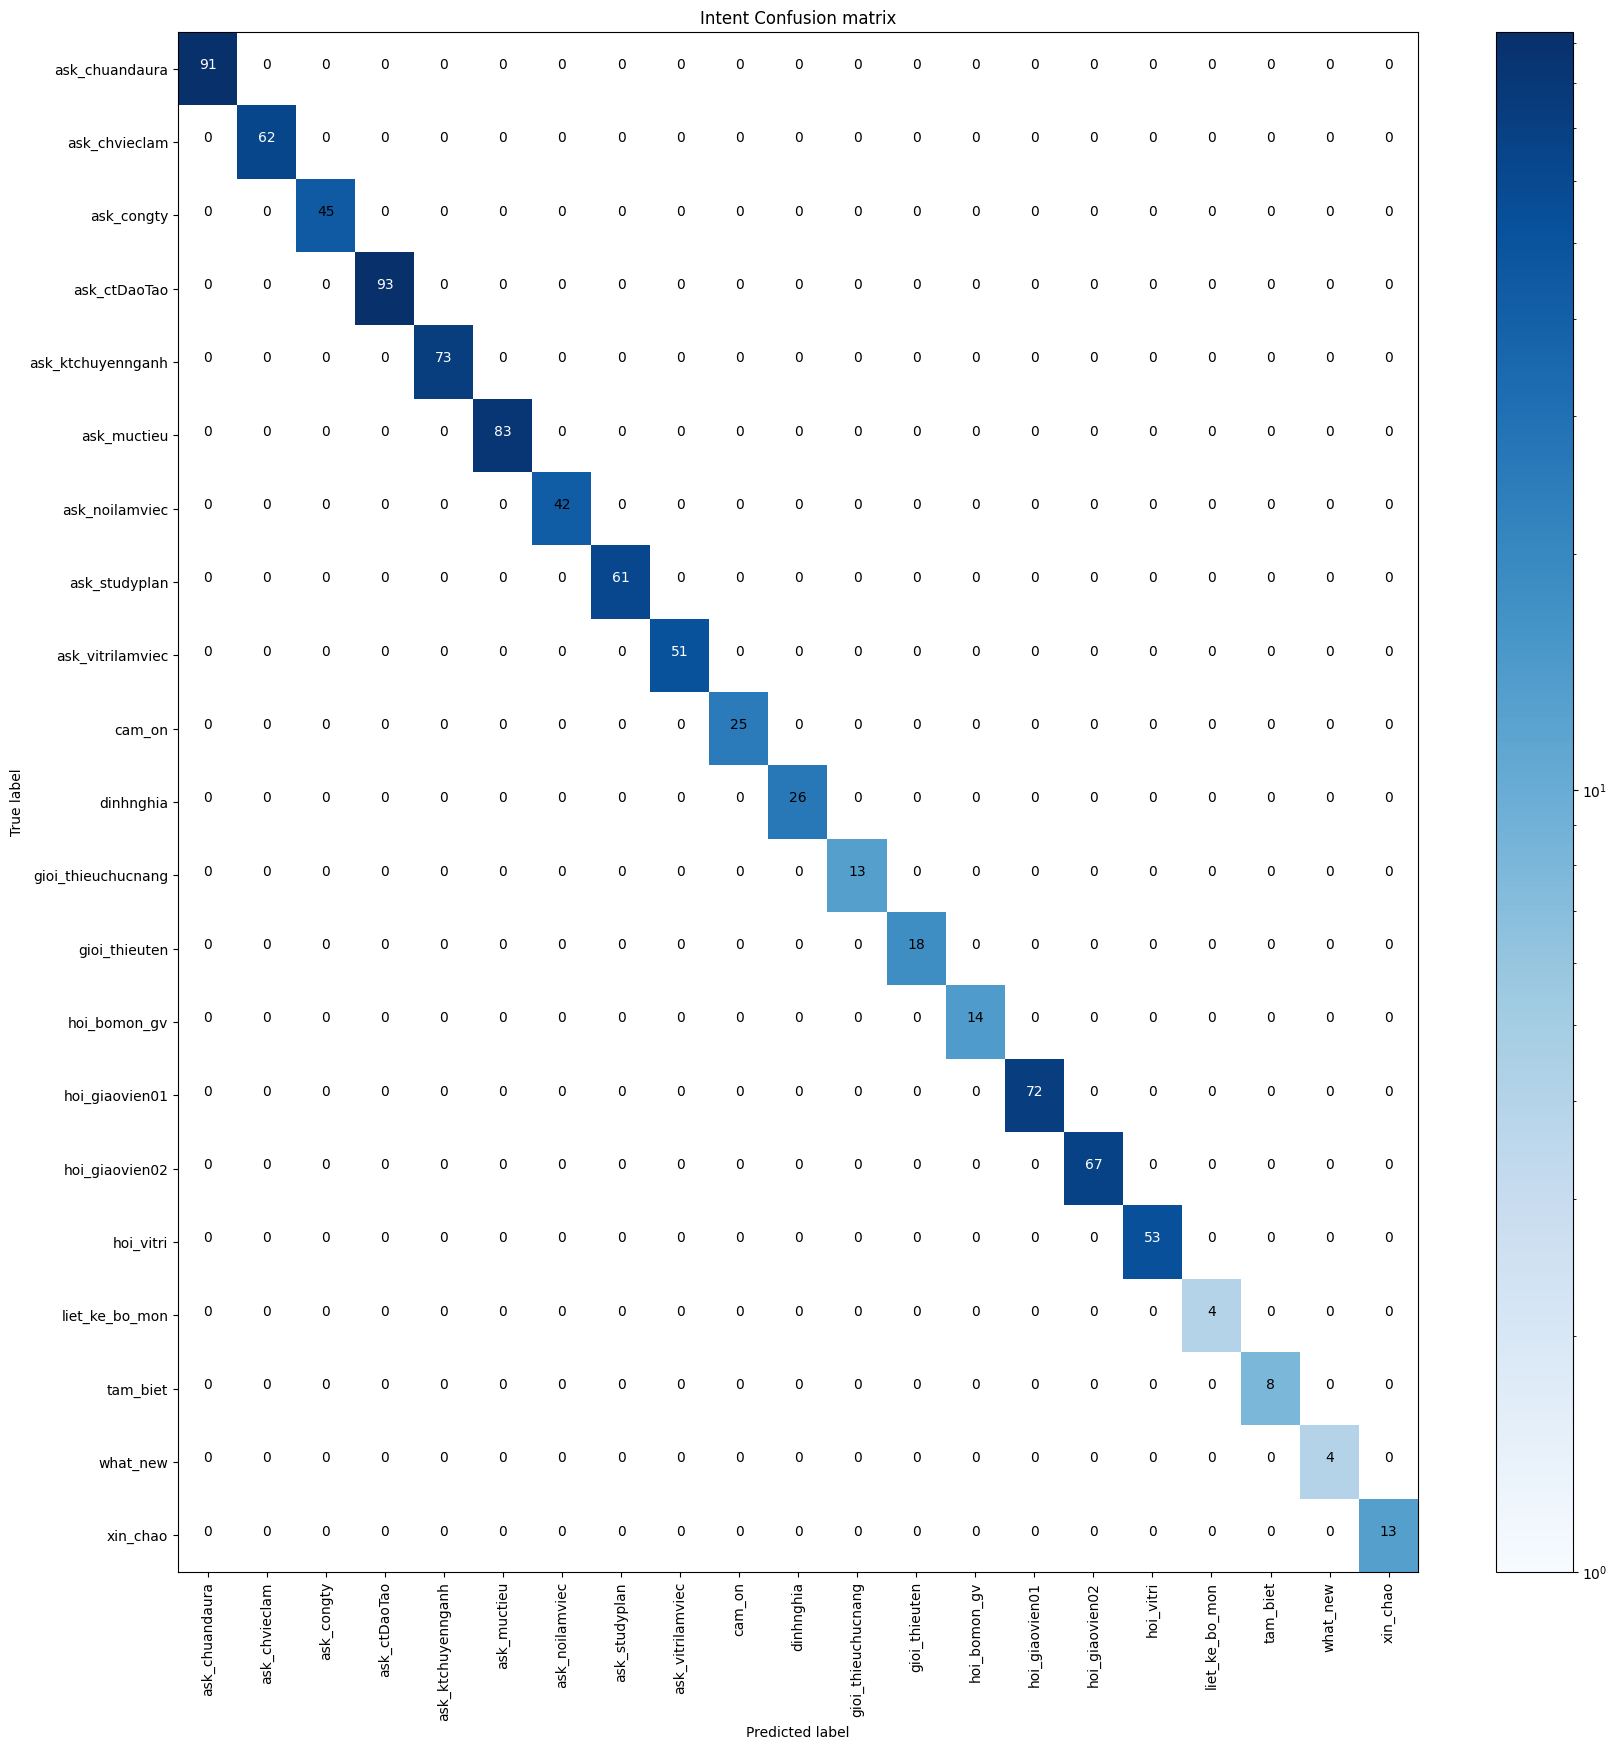 Intent Confusion matrix
ask_chuandaura 91 0 0 0 0 0 0 0 0 0 0 0 0 0 0 0 0 0 0 0 0
ask_chvieclam 0 62 0 0 0 0 0 0 0 0 0 0 0 0 0 0 0 0 0 0 0
ask_congty 0 0 45 0 0 0 0 0 0 0 0 0 0 0 0 0 0 0 0 0 0
ask_ctDaoTao 0 0 0 93 0 0 0 0 0 0 0 0 0 0 0 0 0 0 0 0 0
ask_ktchuyennganh 0 0 0 0 73 0 0 0 0 0 0 0 0 0 0 0 0 0 0 0 0
ask_muctieu 0 0 0 0 0 83 0 0 0 0 0 0 0 0 0 0 0 0 0 0 0
ask_noilamviec 0 0 0 0 0 0 42 0 0 0 0 0 0 0 0 0 0 0 0 0 0
ask_studyplan 0 0 0 0 0 0 0 61 0 0 0 0 0 0 0 0 0 0 0 0 0
ask_vitrilamviec 0 0 0 0 0 0 0 0 51 0 0 0 0 0 0 0 0 0 0 0 0
cam_on 0 0 0 0 0 0 0 0 0 25 0 0 0 0 0 0 0 0 0 0 0
dinhnghia 0 0 0 0 0 0 0 0 0 0 26 0 0 0 0 0 0 0 0 0 0
gioi_thieuchucnang 0 0 0 0 0 0 0 0 0 0 0 13 0 0 0 0 0 0 0 0 0
gioi_thieuten 0 0 0 0 0 0 0 0 0 0 0 0 18 0 0 0 0 0 0 0 0
hoi_bomon_gv 0 0 0 0 0 0 0 0 0 0 0 0 0 14 0 0 0 0 0 0 0
hoi_giaovien01 0 0 0 0 0 0 0 0 0 0 0 0 0 0 72 0 0 0 0 0 0
hoi_giaovien02 0 0 0 0 0 0 0 0 0 0 0 0 0 0 0 67 0 0 0 0 0
hoi_vitri 0 0 0 0 0 0 0 0 0 0 0 0 0 0 0 0 53 0 0 0 0
liet_ke_bo_mon 0 0 0 0 0 0 0 0 0 0 0 0 0 0 0 0 0 4 0 0 0
tam_biet 0 0 0 0 0 0 0 0 0 0 0 0 0 0 0 0 0 0 8 0 0
what_new 0 0 0 0 0 0 0 0 0 0 0 0 0 0 0 0 0 0 0 4 0
xin_chao 0 0 0 0 0 0 0 0 0 0 0 0 0 0 0 0 0 0 0 0 13
True label
ask_chuandaura
ask_chvieclam
ask_congty
ask_ctDaoTao
ask_ktchuyennganh
ask_muctieu
ask_noilamviec
ask_studyplan
ask_vitrilamviec
cam_on
dinhnghia
gioi_thieuchucnang
gioi_thieuten
hoi_bomon_gv
hoi_giaovien01
hoi_giaovien02
hoi_vitri
liet_ke_bo_mon
tam_biet
what_new
xin_chao
Predicted label
10¹
10⁰